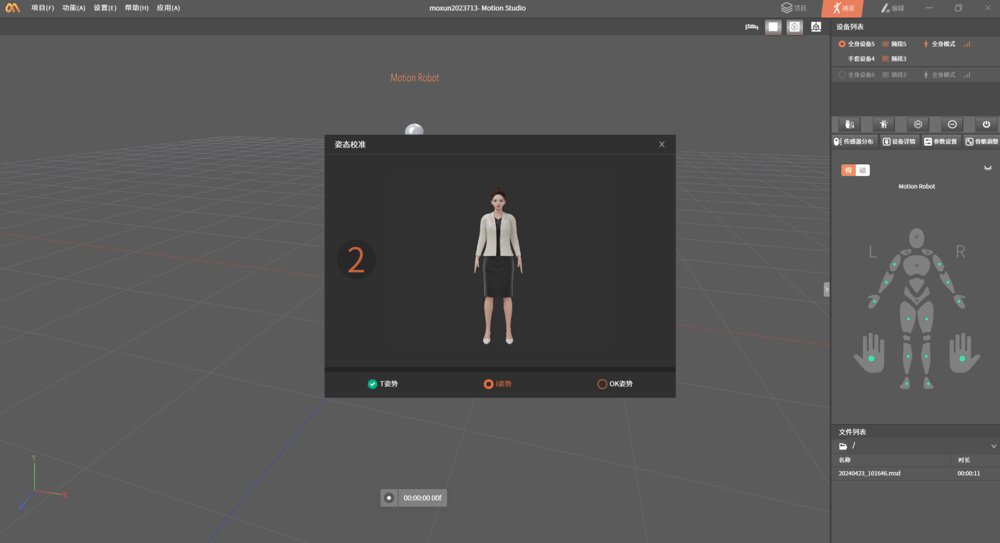 项目(F) 功能(A) 设置(E) 帮助(H) 应用(A) moxun2023713- Motion Studio 项目 捕捉 编辑
设备列表
全身设备5 频段5 全身模式
手套设备4 频段3
全身设备6 频段3 全身模式
Motion Robot
传感器分布 设备详情 参数设置 骨骼调整
得 磁
Motion Robot
L R
姿态校准
2
T姿势 I姿势 OK姿势
文件列表
/
名称 时长
20240423_101646.msd 00:00:11
Y
X
Z
00:00:00 00f